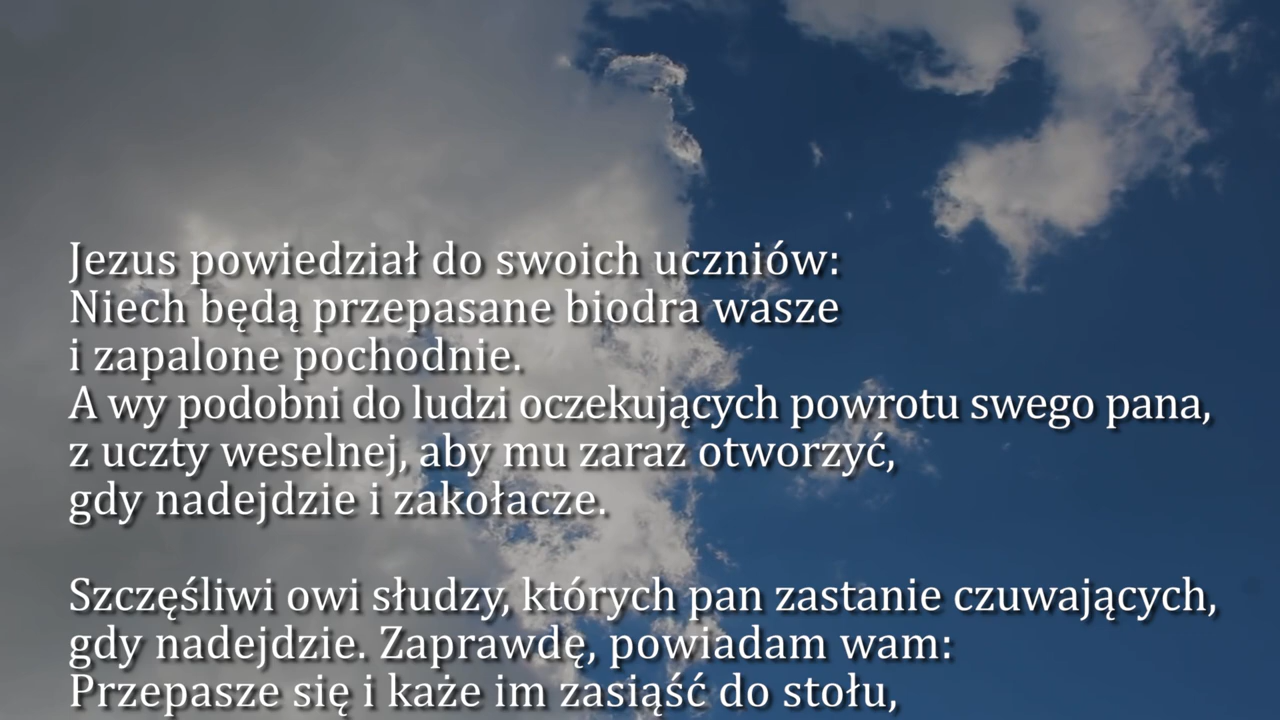 Jezus powiedział do swoich uczniów:
Niech będą przepasane biodra wasze
i zapalone pochodnie.
A wy podobni do ludzi oczekujących powrotu swego pana,
z uczty weselnej, aby mu zaraz otworzyć,
gdy nadejdzie i zakołacze.
Szczęśliwi owi słudzy, których pan zastanie czuwających,
gdy nadejdzie. Zaprawdę, powiadam wam:
Przepasze się i każe im zasiąść do stołu,